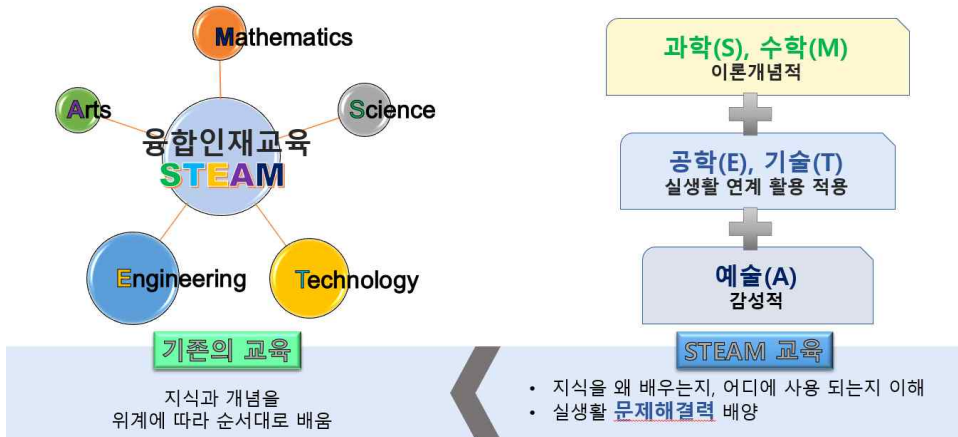 Mathematics
Arts
Science
융합인재교육
STEAM
Engineering
Technology
과학(S), 수학(M)
이론개념적
공학(E), 기술(T)
실생활 연계 활용 적용
예술(A)
감성적
기존의 교육
지식과 개념을
위계에 따라 순서대로 배움
STEAM 교육
• 지식을 왜 배우는지, 어디에 사용 되는지 이해
• 실생활 문제해결력 배양